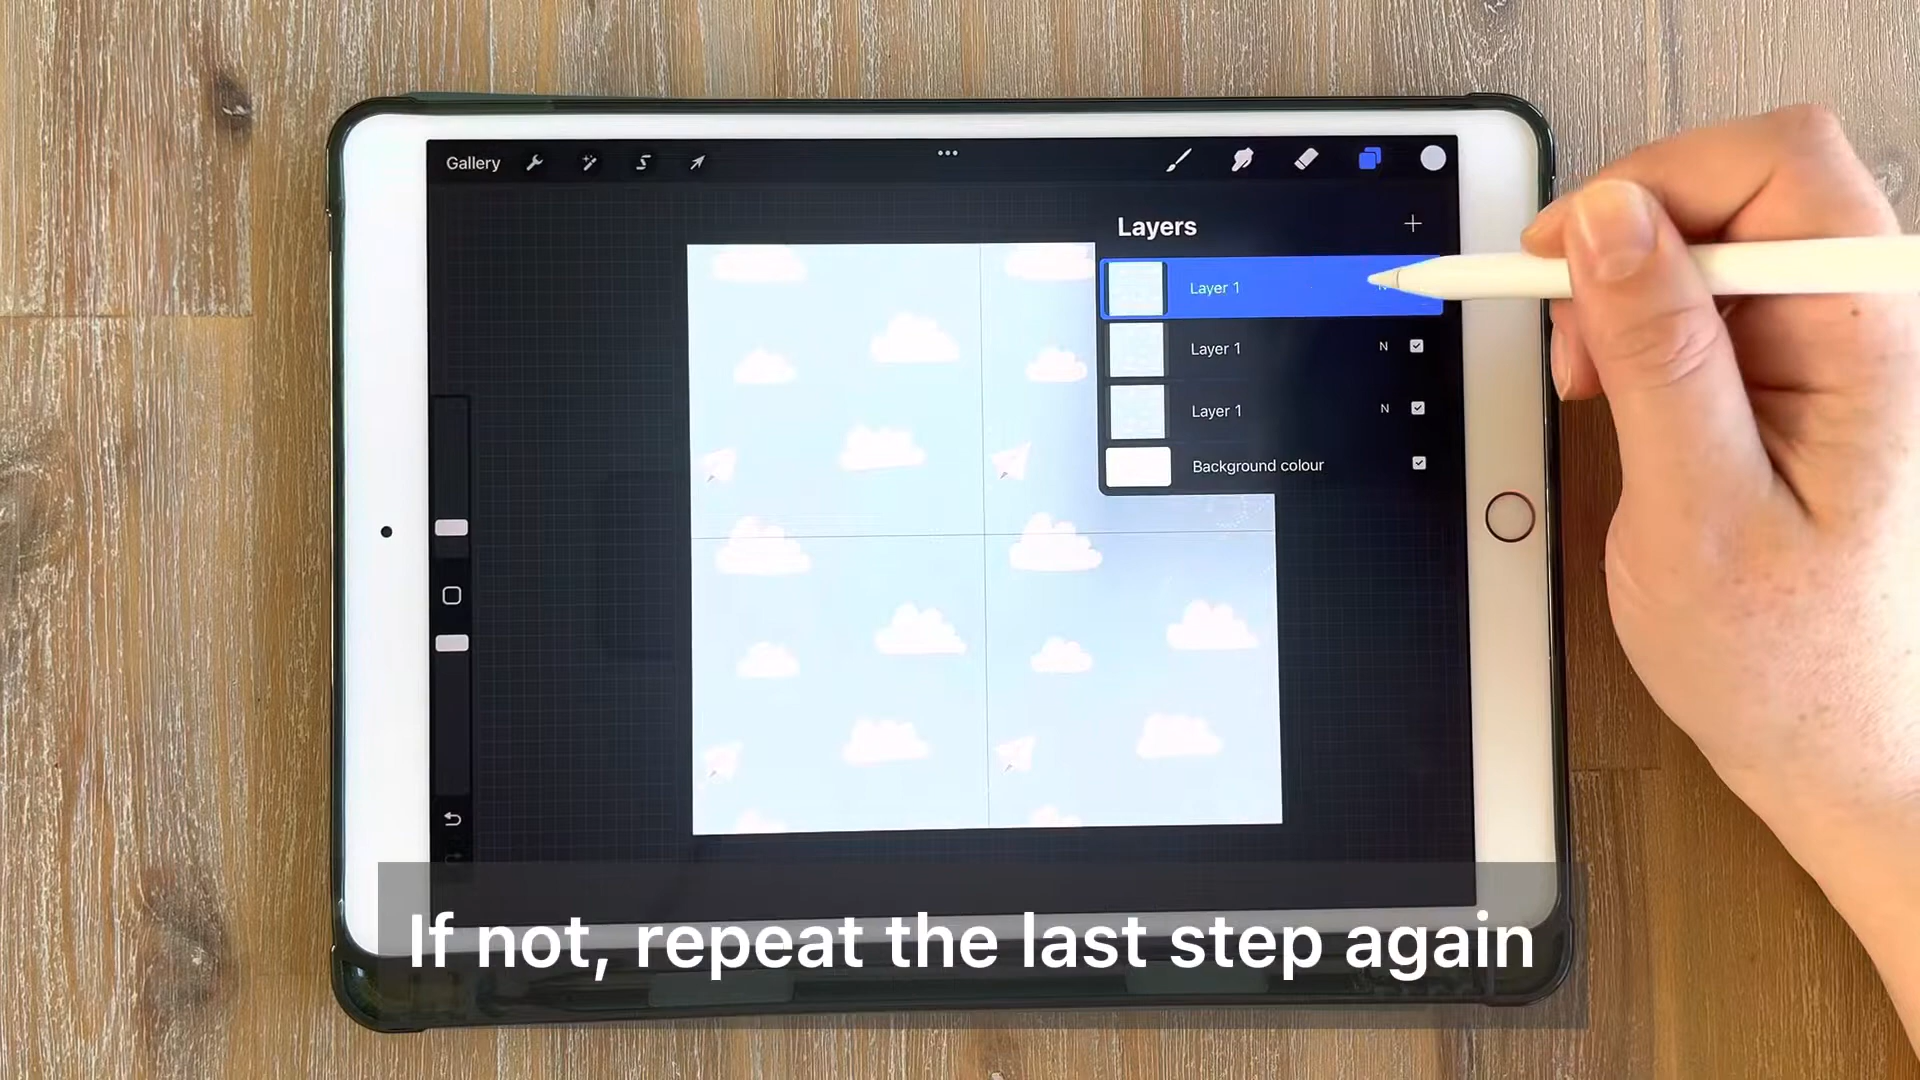 Gallery
Layers
Layer 1
Layer 1
N
Layer 1
N
Background colour
If not, repeat the last step again